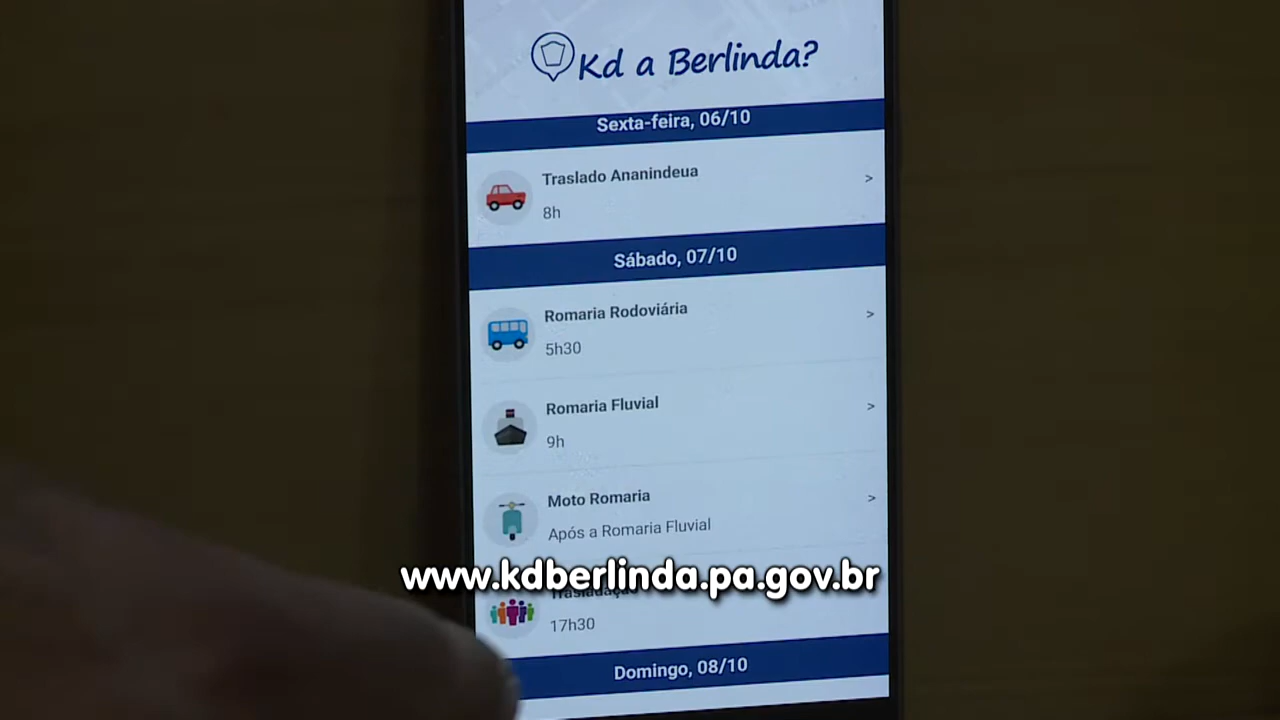 Kd a Berlinda?
Sexta-feira, 06/10
Traslado Ananindeua
>
8h
Sábado, 07/10
Romaria Rodoviária
>
5h30
Romaria Fluvial
>
9h
Moto Romaria
>
Após a Romaria Fluvial
www.kdberlinda.pa.gov.br
Trasladação
17h30
Domingo, 08/10